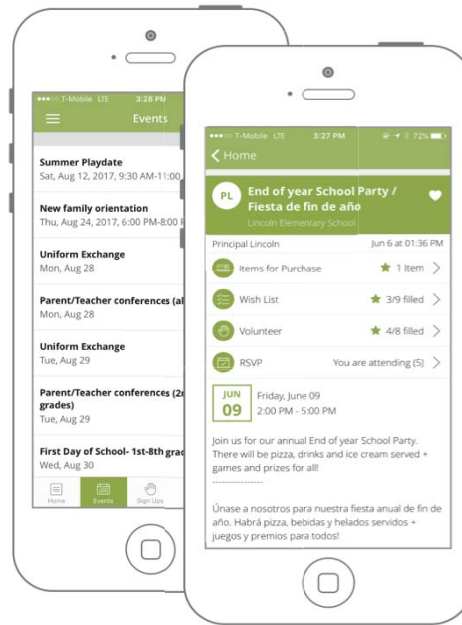 T-Mobile LTE 3:28 PM
Events
Summer Playdate
Sat, Aug 12, 2017, 9:30 AM-11:00
New family orientation
Thu, Aug 24, 2017, 6:00 PM-8:00
Uniform Exchange
Mon, Aug 28
Parent/Teacher conferences
Mon, Aug 28
Uniform Exchange
Tue, Aug 29
Parent/Teacher conferences
grades)
Tue, Aug 29
First Day of School- 1st-8th
Wed, Aug 30
Home Events Sign Ups
T-Mobile LTE 3:27 PM 72%
Home
PL
End of year School Party /
Fiesta de fin de año
Lincoln Elementary School
Principal Lincoln Jun 6 at 01:36 PM
Items for Purchase 1 Item
Wish List 3/9 filled
Volunteer 4/8 filled
RSVP You are attending (5)
JUN
09
Friday, June 09
2:00 PM - 5:00 PM
Join us for our annual End of year School Party.
There will be pizza, drinks and ice cream served +
games and prizes for all!
----------------
Únase a nosotros para nuestra fiesta anual de fin de
año. Habrá pizza, bebidas y helados servidos +
juegos y premios para todos!